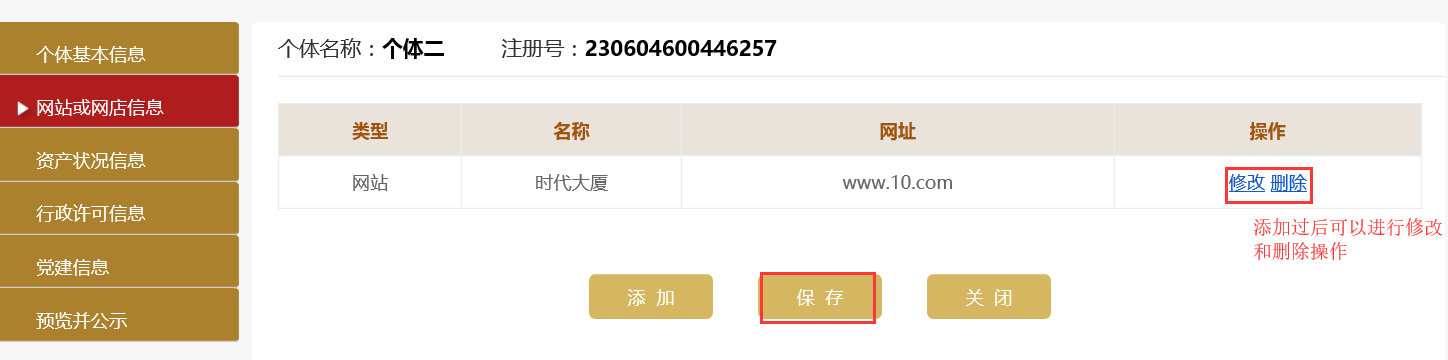 个体基本信息
网站或网店信息
资产状况信息
行政许可信息
党建信息
预览并公示
个体名称：个体二 注册号：230604600446257
类型 名称 网址 操作
网站 时代大厦 www.10.com 修改 删除
添加过后可以进行修改
和删除操作
添 加 保 存 关 闭